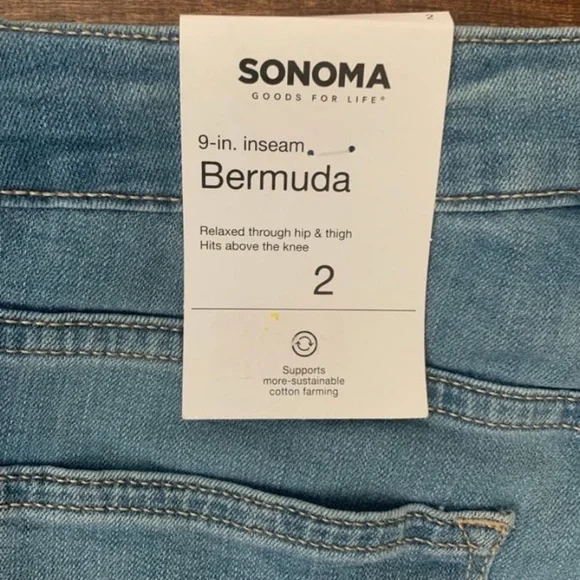 2
SONOMA
GOODS FOR LIFE®
9-in. inseam
Bermuda
Relaxed through hip & thigh
Hits above the knee
2
Supports
more-sustainable
cotton farming